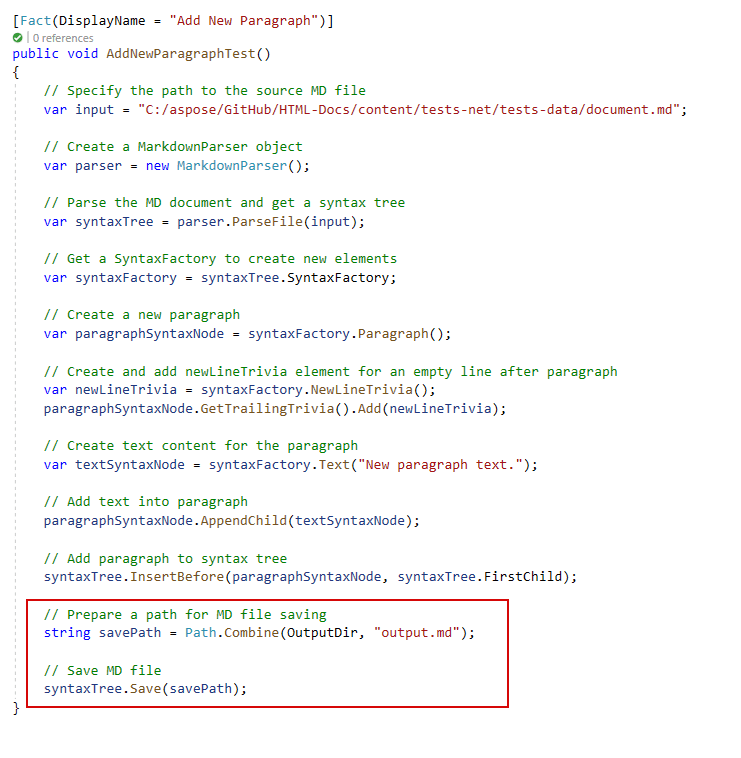 [Fact(DisplayName = "Add New Paragraph")]
0 references
public void AddNewParagraphTest()
{
// Specify the path to the source MD file
var input = "C:/aspose/GitHub/HTML-Docs/content/tests-net/tests-data/document.md";
// Create a MarkdownParser object
var parser = new MarkdownParser();
// Parse the MD document and get a syntax tree
var syntaxTree = parser.ParseFile(input);
// Get a SyntaxFactory to create new elements
var syntaxFactory = syntaxTree.SyntaxFactory;
// Create a new paragraph
var paragraphSyntaxNode = syntaxFactory.Paragraph();
// Create and add newLineTrivia element for an empty line after paragraph
var newLineTrivia = syntaxFactory.NewLineTrivia();
paragraphSyntaxNode.GetTrailingTrivia().Add(newLineTrivia);
// Create text content for the paragraph
var textSyntaxNode = syntaxFactory.Text("New paragraph text.");
// Add text into paragraph
paragraphSyntaxNode.AppendChild(textSyntaxNode);
// Add paragraph to syntax tree
syntaxTree.InsertBefore(paragraphSyntaxNode, syntaxTree.FirstChild);
// Prepare a path for MD file saving
string savePath = Path.Combine(OutputDir, "output.md");
// Save MD file
syntaxTree.Save(savePath);
}